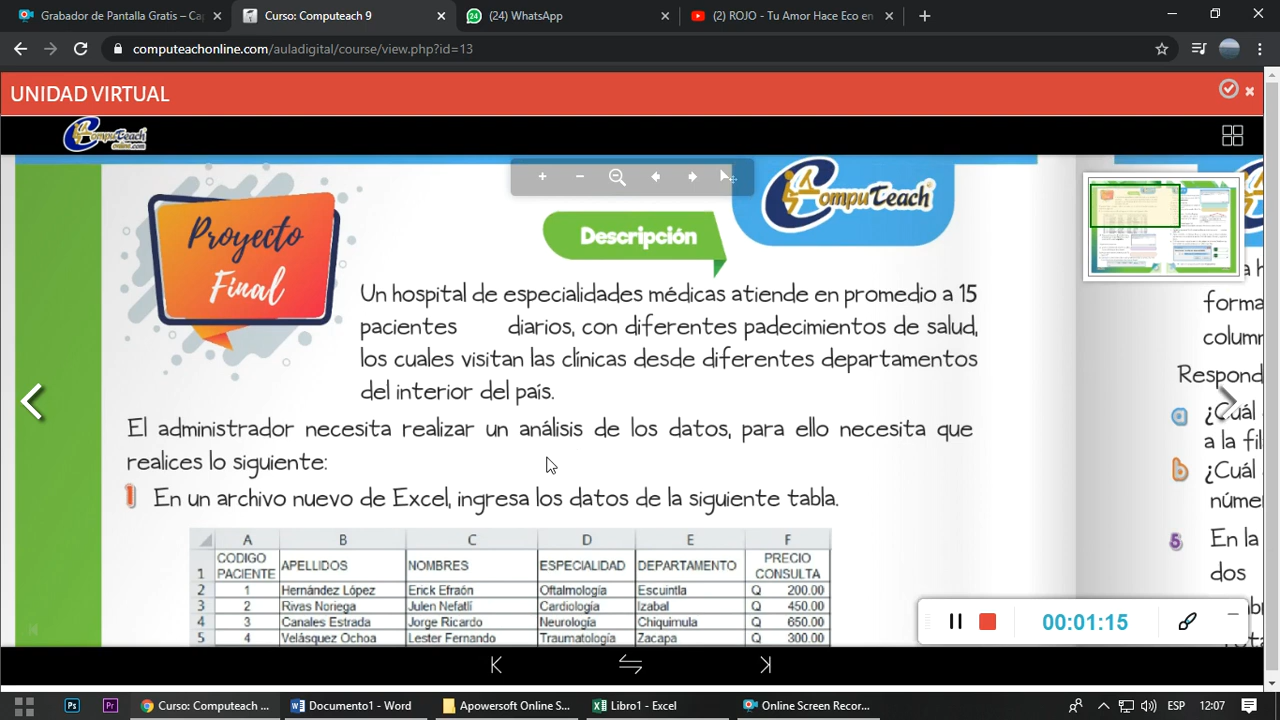 Grabador de Pantalla Gratis – Ca
Curso: Computeach 9
(24) WhatsApp
(24) ROJO - Tu Amor Hace Eco en
computeachonline.com/auladigital/course/view.php?id=13
UNIDAD VIRTUAL
CompuTeach
online.com
Proyecto
Final
Descripción
CompuTeach
Un hospital de especialidades médicas atiende en promedio a 15
pacientes diarios, con diferentes padecimientos de salud,
los cuales visitan las clínicas desde diferentes departamentos
del interior del país.
El administrador necesita realizar un análisis de los datos, para ello necesita que
realices lo siguiente:
1 En un archivo nuevo de Excel, ingresa los datos de la siguiente tabla.
A B C D E F
1 CODIGO PACIENTE APELLIDOS NOMBRES ESPECIALIDAD DEPARTAMENTO PRECIO CONSULTA
2 1 Hernández López Erick Efraón Oftalmología Escuintla Q 200.00
3 2 Rivas Noriega Julen Nefatlí Cardiología Izabal Q 450.00
4 3 Canales Estrada Jorge Ricardo Neurología Chiquimula Q 650.00
5 4 Velásquez Ochoa Lester Fernando Traumatología Zacapa Q 300.00
forma
colum
Respond
a ¿Cuál
a la fil
b ¿Cuál
núme
5 En la
dos
00:01:15
Curso: Computeach ...
Documento1 - Word
Apowersoft Online S...
Libro1 - Excel
Online Screen Recor...
ESP
12:07